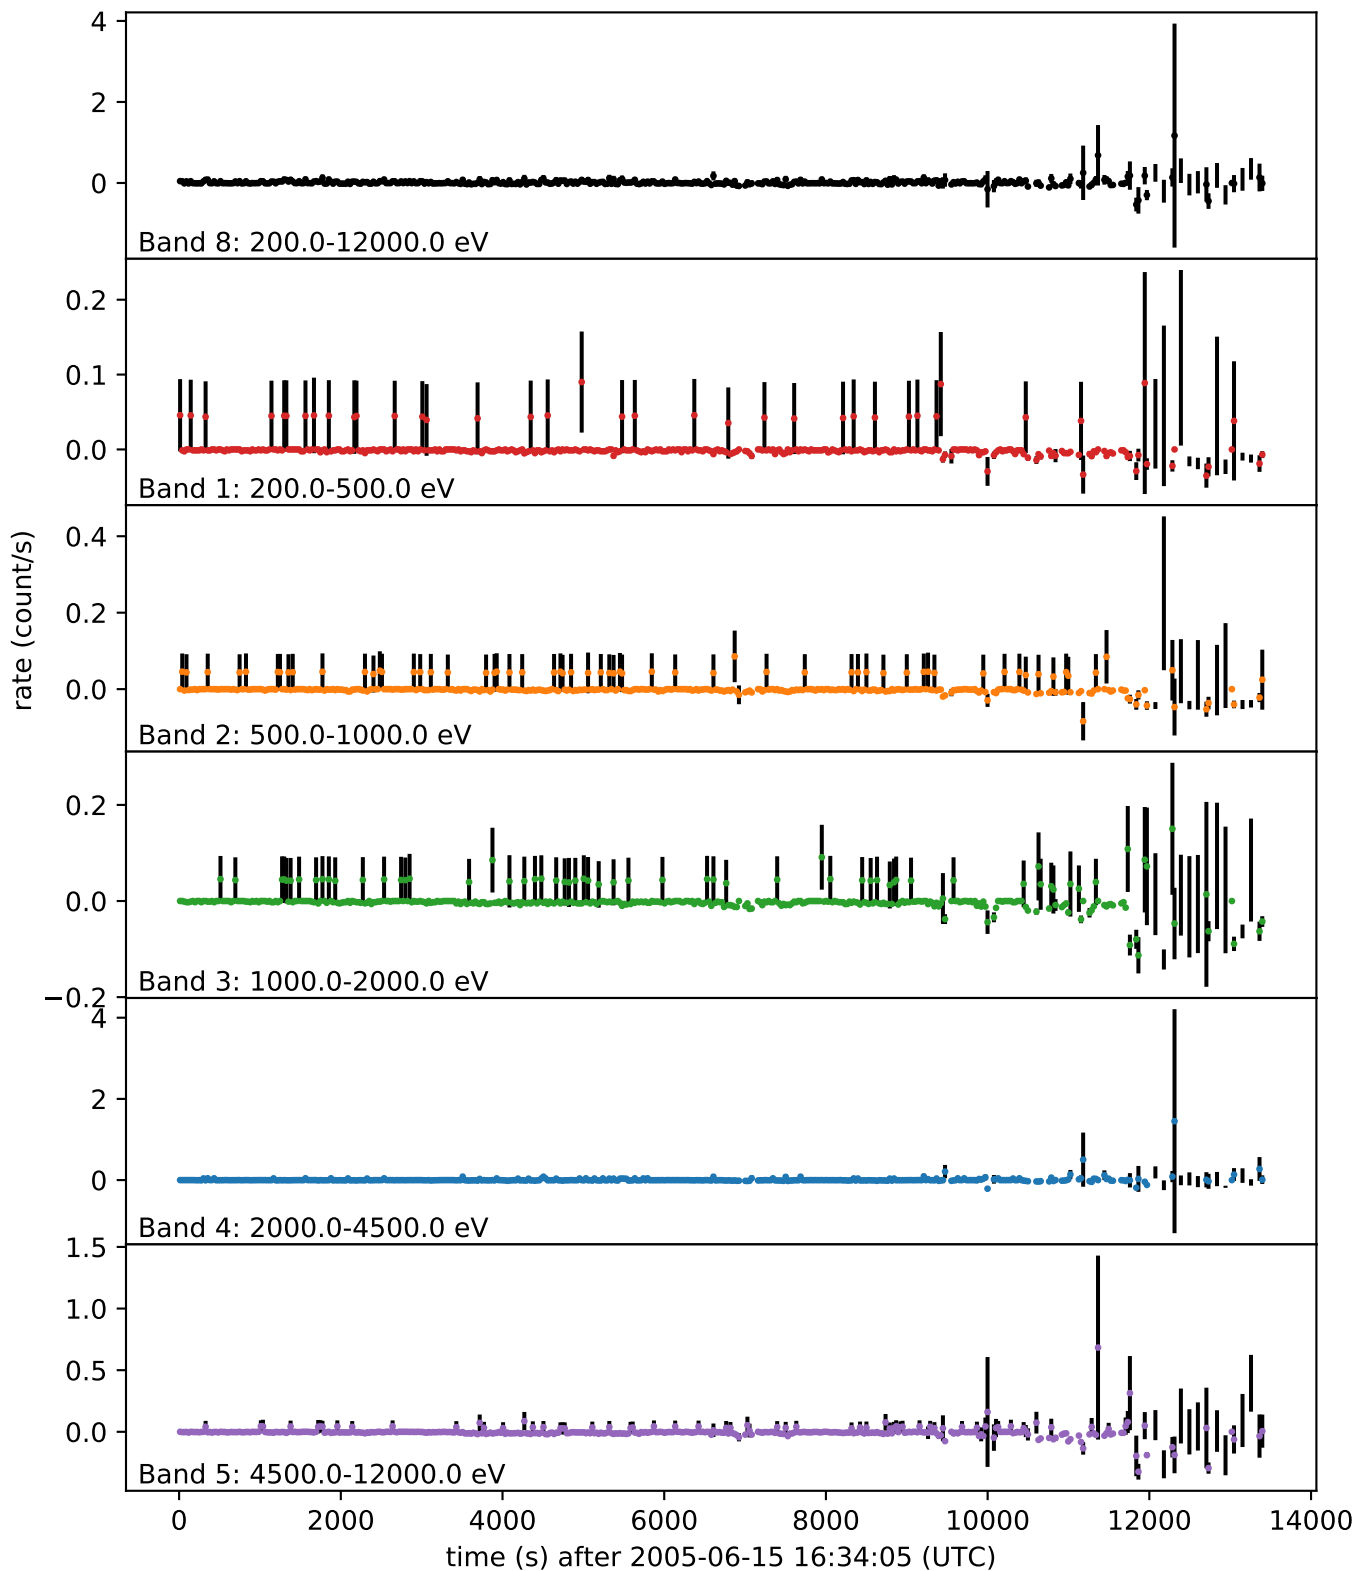 4
2
0
Band 8: 200.0-12000.0 eV
0.2
0.1
0.0
Band 1: 200.0-500.0 eV
rate (count/s)
0.4
0.2
0.0
Band 2: 500.0-1000.0 eV
0.2
0.0
−0.2
Band 3: 1000.0-2000.0 eV
4
2
0
Band 4: 2000.0-4500.0 eV
1.5
1.0
0.5
0.0
Band 5: 4500.0-12000.0 eV
0 2000 4000 6000 8000 10000 12000 14000
time (s) after 2005-06-15 16:34:05 (UTC)